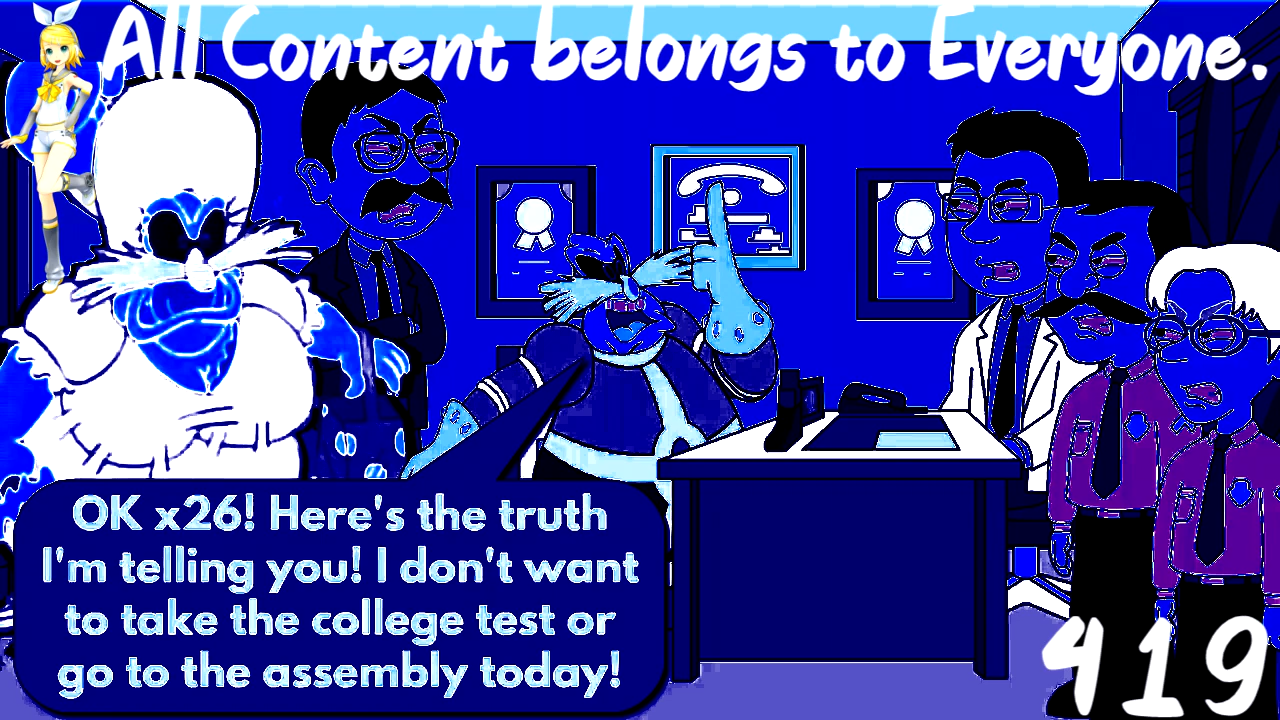 All Content belongs to Everyone.
OK x26! Here's the truth
I'm telling you! I don't want
to take the college test or
go to the assembly today!
419